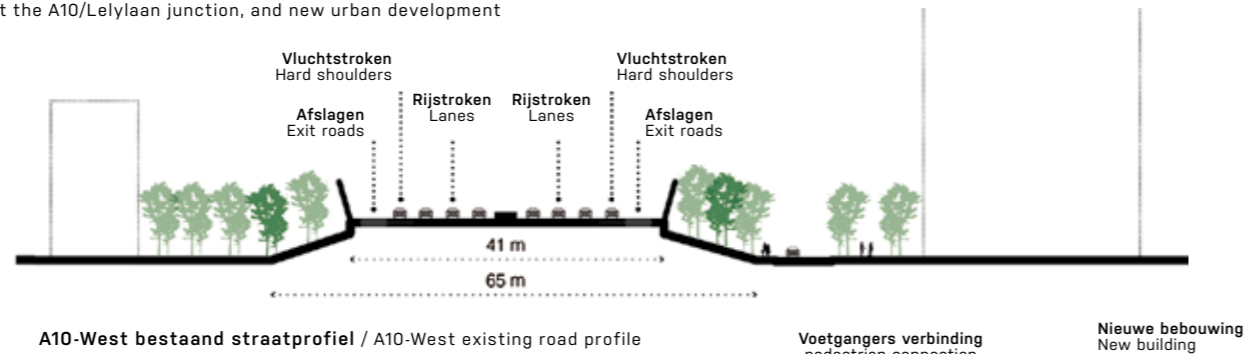 t the A10/Lelylaan junction, and new urban development
Vluchtstroken
Hard shoulders
Vluchtstroken
Hard shoulders
Afslagen
Exit roads
Rijstroken
Lanes
Rijstroken
Lanes
Afslagen
Exit roads
41 m
65 m
A10-West bestaand straatprofiel / A10-West existing road profile
Voetgangers verbinding
pedestrian connection
Nieuwe bebouwing
New building